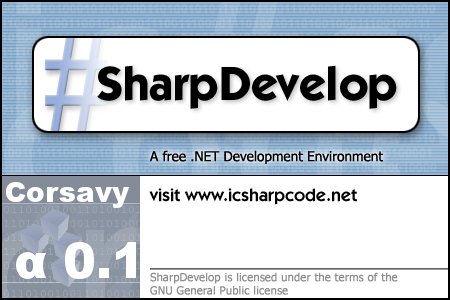 #SharpDevelop
A free .NET Development Environment
Corsavy
α 0.1
visit www.icsharpcode.net
SharpDevelop is licensed under the terms of the
GNU General Public license